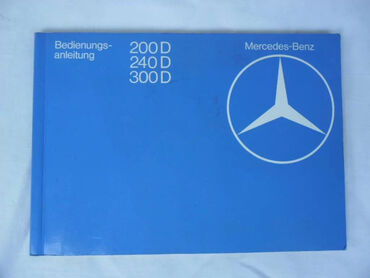 Bedienungs-
anleitung
200 D
240 D
300 D
Mercedes-Benz